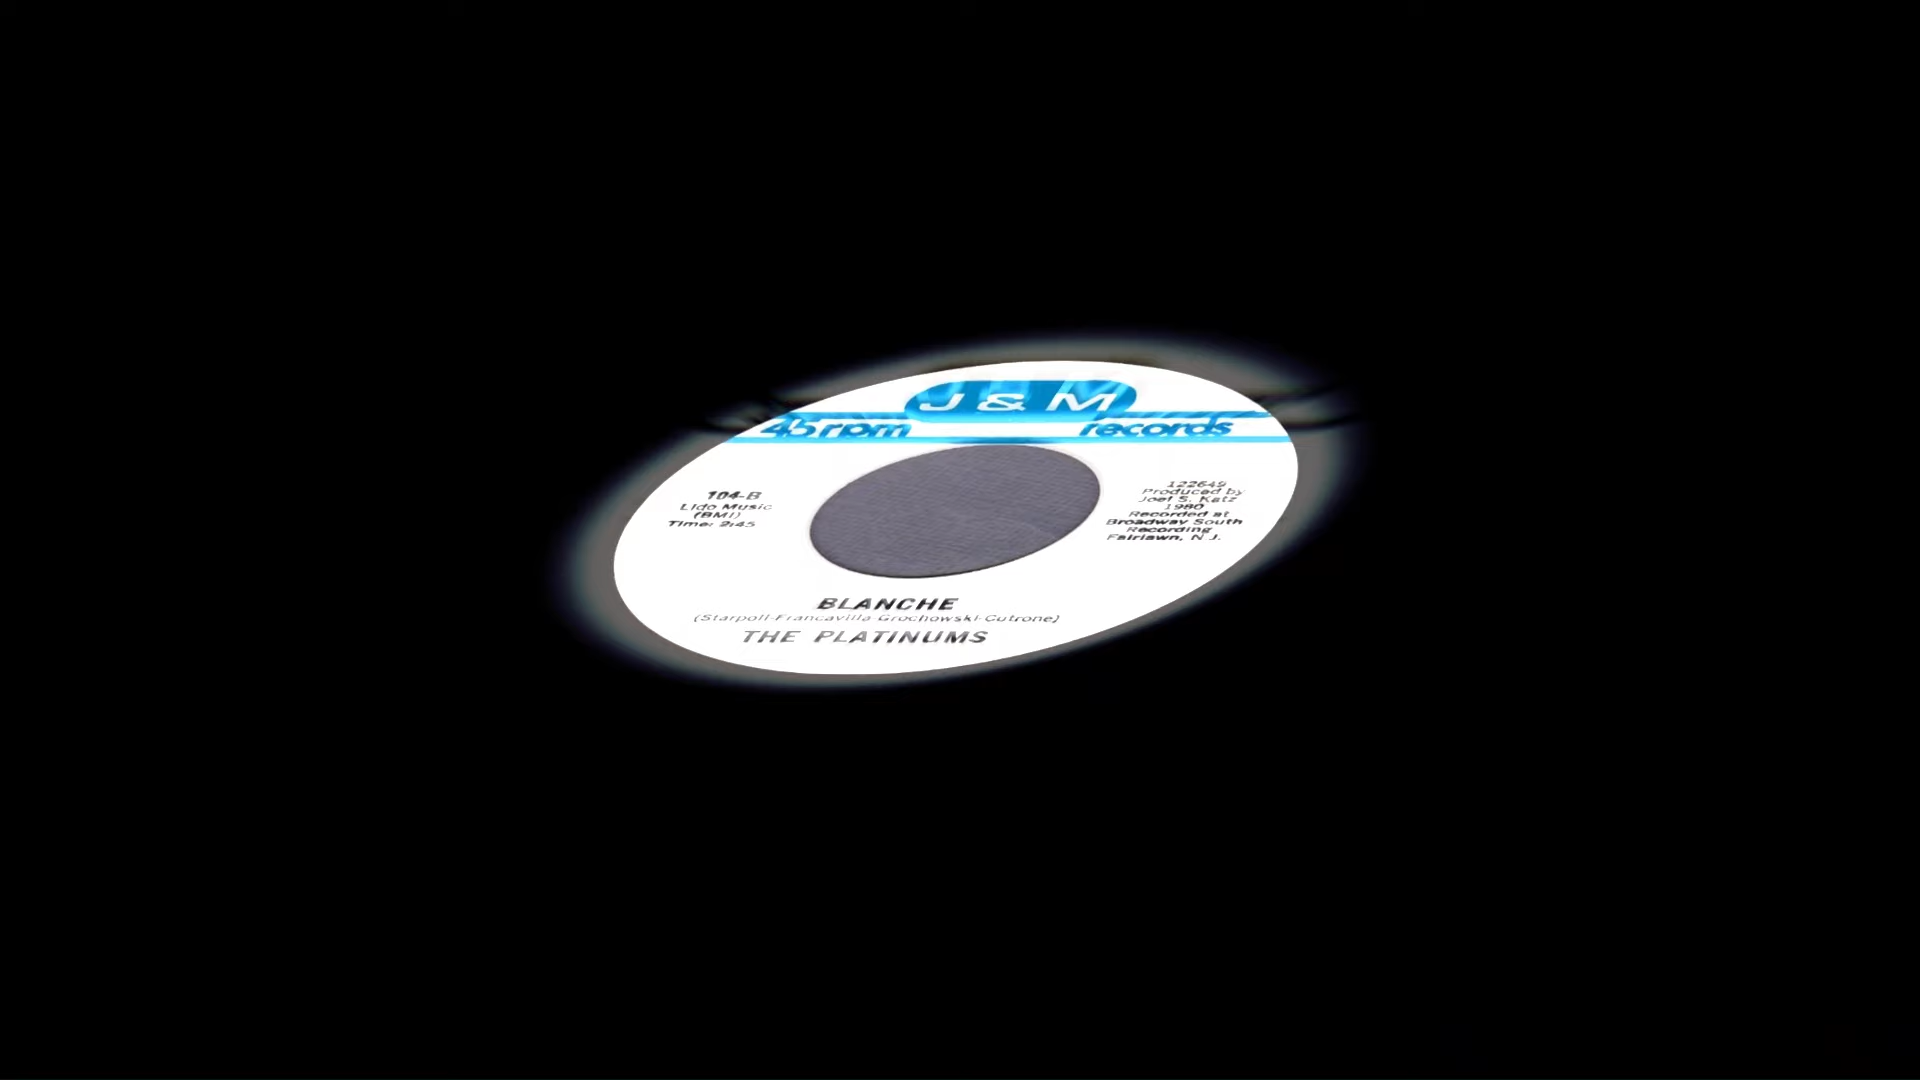 J & M
45 rpm records
104-B
Lido Music
(BMI)
Time: 2:45
122649
Produced by
Joel S. Katz
1980
Recorded at
Broadway South
Recording
Fairlawn, N.J.
BLANCHE
(Starpoli-Francavilla Grochowski-Cutrone)
THE PLATINUMS